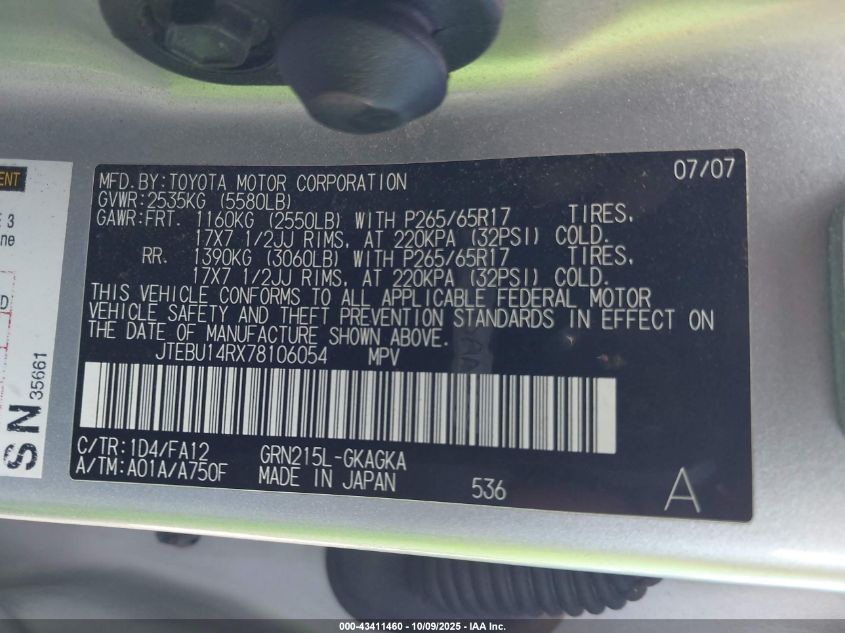 07/07
MFD. BY: TOYOTA MOTOR CORPORATION
GVWR: 2535KG (5580LB)
GAWR: FRT. 1160KG (2550LB) WITH P265/65R17 TIRES,
17X7 1/2JJ RIMS, AT 220KPA (32PSI) COLD.
RR. 1390KG (3060LB) WITH P265/65R17 TIRES,
17X7 1/2JJ RIMS, AT 220KPA (32PSI) COLD.
THIS VEHICLE CONFORMS TO ALL APPLICABLE FEDERAL MOTOR
VEHICLE SAFETY AND THEFT PREVENTION STANDARDS IN EFFECT ON
THE DATE OF MANUFACTURE SHOWN ABOVE.
JTEBU14RX78106054 MPV
C/TR: 1D4/FA12 GRN215L-GKAGKA
A/TM: A01A/A750F MADE IN JAPAN 536 A
SN 35661
000-43411460 - 10/09/2025 - IAA Inc.